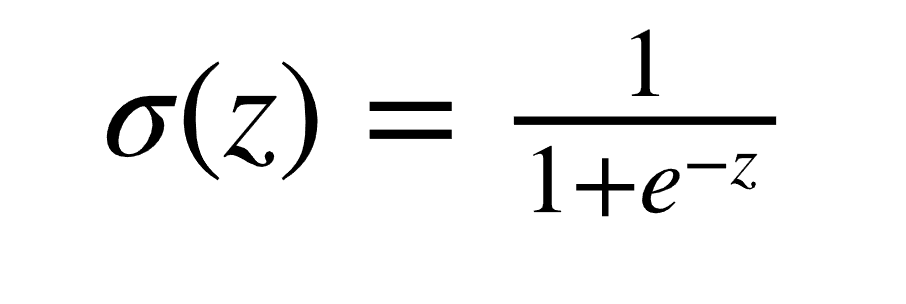 σ(z) = 1 / 1+e^{-z}